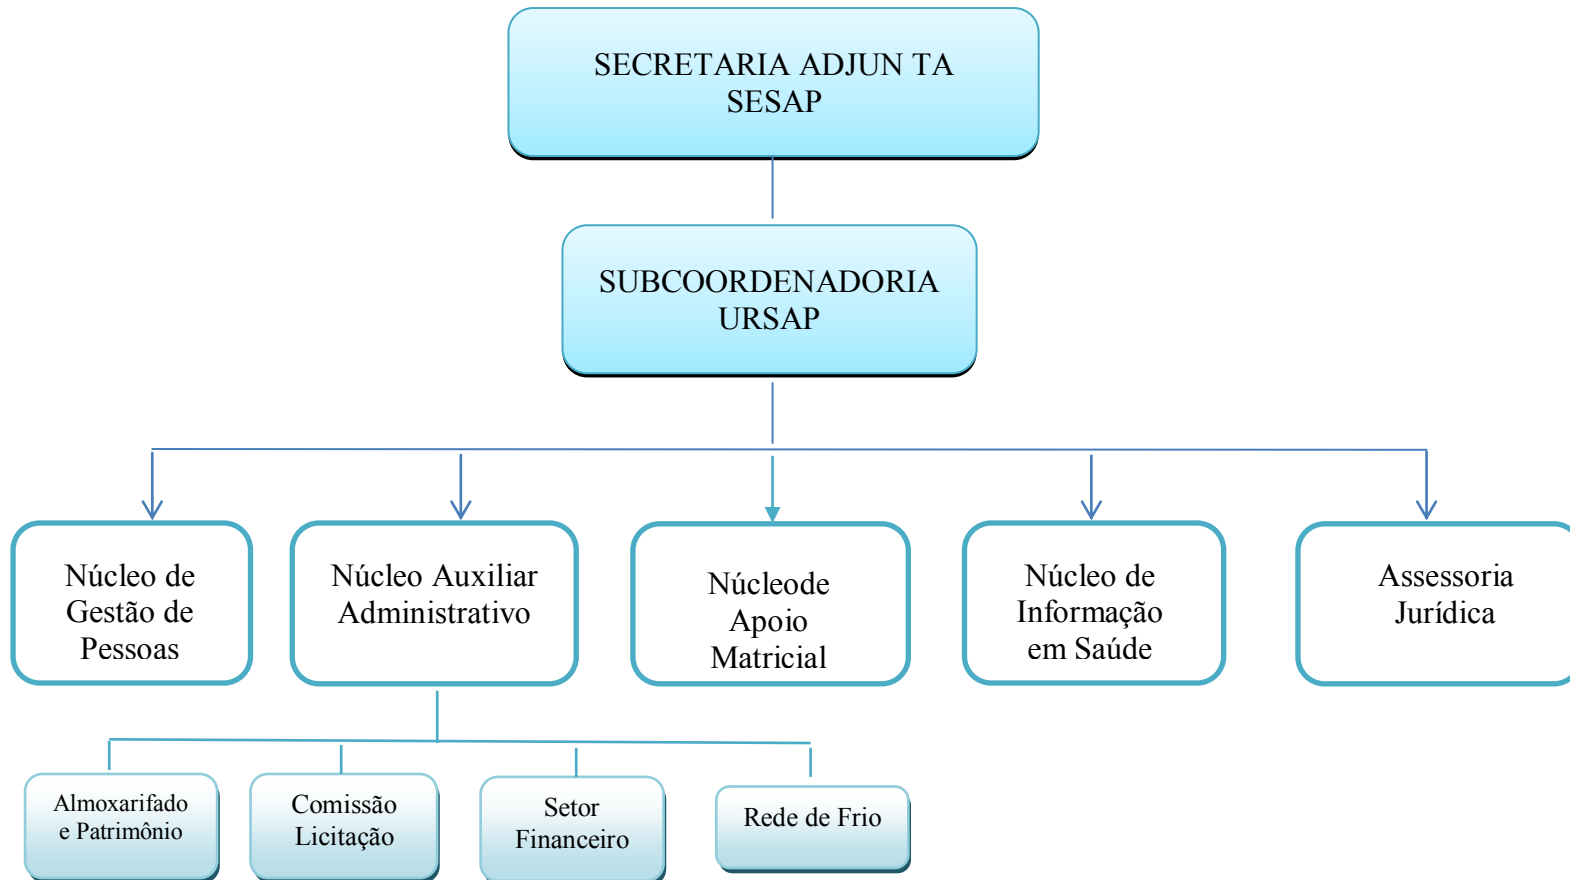 SECRETARIA ADJUN TA
SESAP
SUBCOORDENADORIA
URSAP
Núcleo de
Gestão de
Pessoas
Núcleo Auxiliar
Administrativo
Núcleode
Apoio
Matricial
Núcleo de
Informação
em Saúde
Assessoria
Jurídica
Almoxarifado
e Patrimônio
Comissão
Licitação
Setor
Financeiro
Rede de Frio